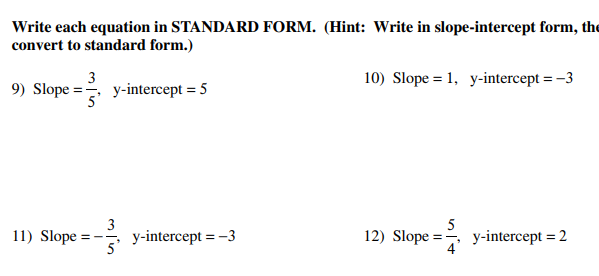 Write each equation in STANDARD FORM. (Hint: Write in slope-intercept form, the
convert to standard form.)
9) Slope = 3/5, y-intercept = 5
10) Slope = 1, y-intercept = −3
11) Slope = −3/5, y-intercept = −3
12) Slope = 5/4, y-intercept = 2